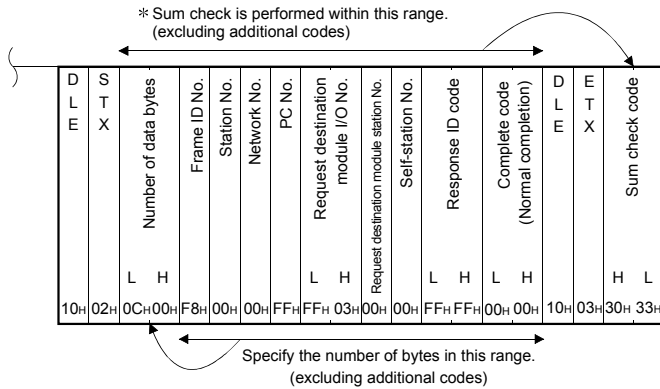 * Sum check is performed within this range.
(excluding additional codes)
DLE
STX
Number of data bytes
Frame ID No.
Station No.
Network No.
PC No.
Request destination
module I/O No.
Request destination module station No.
Self-station No.
Response ID code
Complete code
(Normal completion)
DLE
ETX
Sum check code
L H L H L H L H H L
10H 02H 0CH 00H F8H 00H 00H FFH FFH 03H 00H 00H FFH FFH 00H 00H 10H 03H 30H 33H
Specify the number of bytes in this range.
(excluding additional codes)